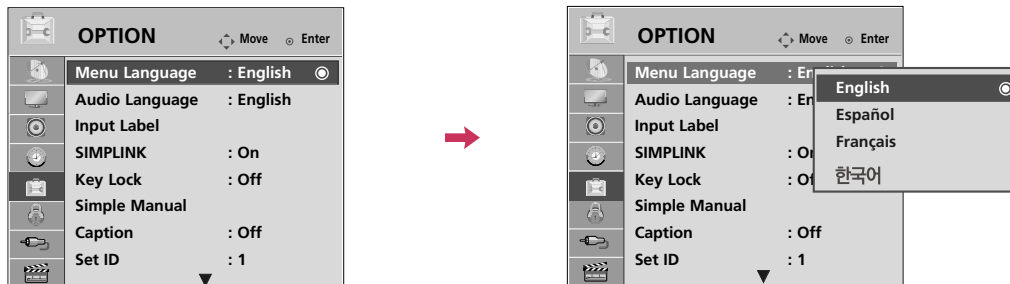 OPTION Move Enter
Menu Language : English
Audio Language : English
Input Label
SIMPLINK : On
Key Lock : Off
Simple Manual
Caption : Off
Set ID : 1
OPTION Move Enter
Menu Language
Audio Language
Input Label
SIMPLINK
Key Lock
Simple Manual
Caption : Off
Set ID : 1
English
Español
Français
한국어